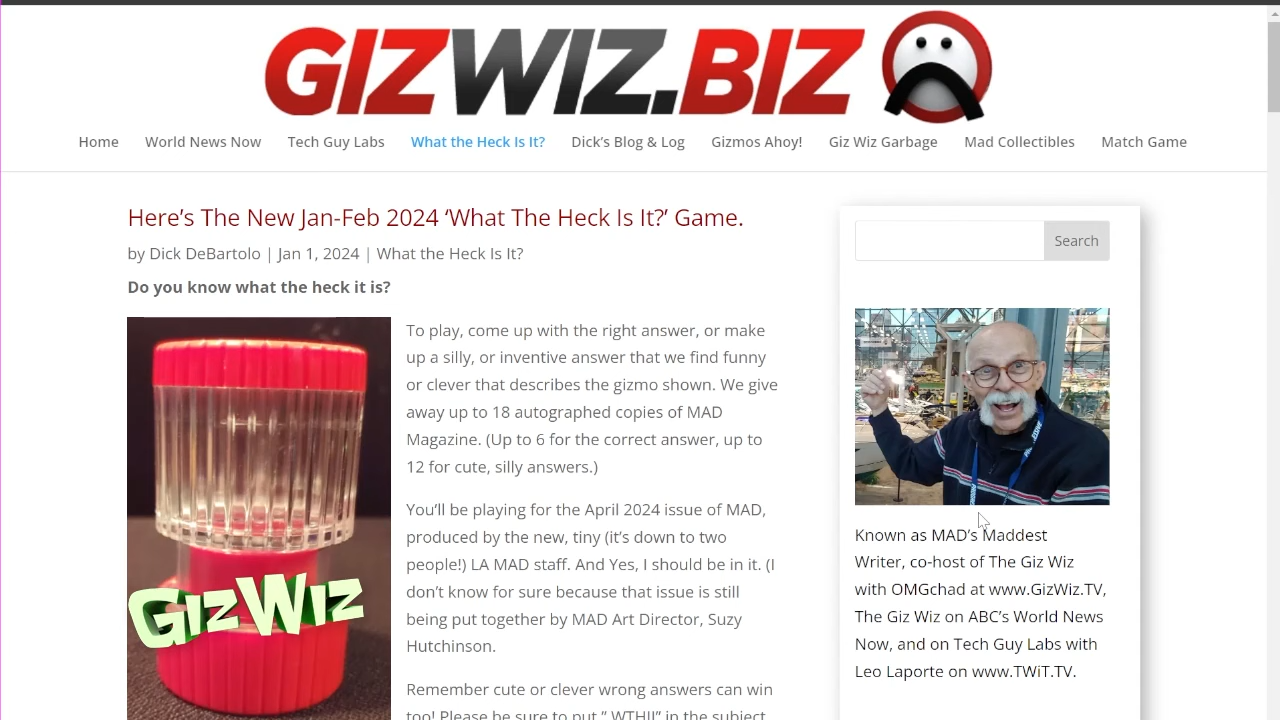 GIZWIZ.BIZ
Home World News Now Tech Guy Labs What the Heck Is It? Dick's Blog & Log Gizmos Ahoy! Giz Wiz Garbage Mad Collectibles Match Game
Here's The New Jan-Feb 2024 ‘What The Heck Is It?’ Game.
by Dick DeBartolo | Jan 1, 2024 | What the Heck Is It?
Do you know what the heck it is?
To play, come up with the right answer, or make
up a silly, or inventive answer that we find funny
or clever that describes the gizmo shown. We give
away up to 18 autographed copies of MAD
Magazine. (Up to 6 for the correct answer, up to
12 for cute, silly answers.)
You'll be playing for the April 2024 issue of MAD,
produced by the new, tiny (it's down to two
people!) LA MAD staff. And Yes, I should be in it. (I
don't know for sure because that issue is still
being put together by MAD Art Director, Suzy
Hutchinson.
Remember cute or clever wrong answers can win
too! Please be sure to put " WTHII" in the subject
GizWiz
Search
Known as MAD's Maddest
Writer, co-host of The Giz Wiz
with OMGchad at www.GizWiz.TV,
The Giz Wiz on ABC's World News
Now, and on Tech Guy Labs with
Leo Laporte on www.TWiT.TV.